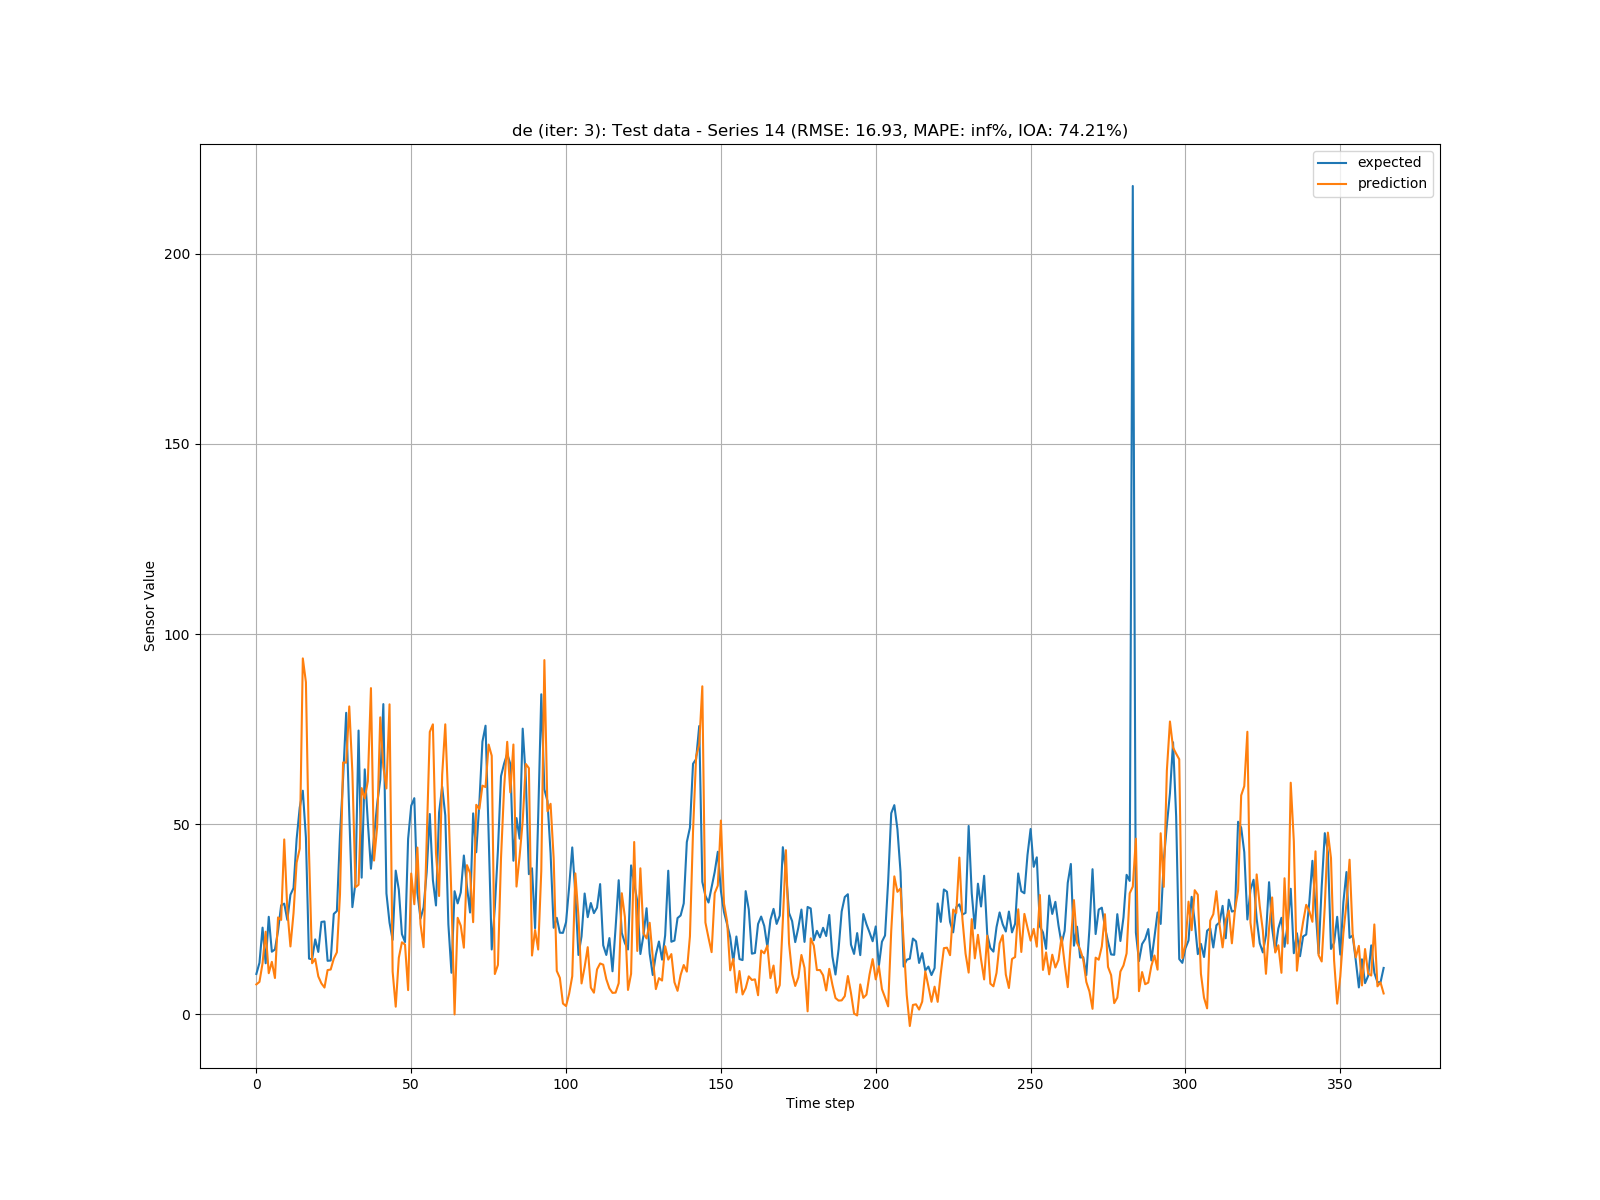 de (iter: 3): Test data - Series 14 (RMSE: 16.93, MAPE: inf%, IOA: 74.21%)
expected
prediction
200
150
100
50
0
Sensor Value
0 50 100 150 200 250 300 350
Time step